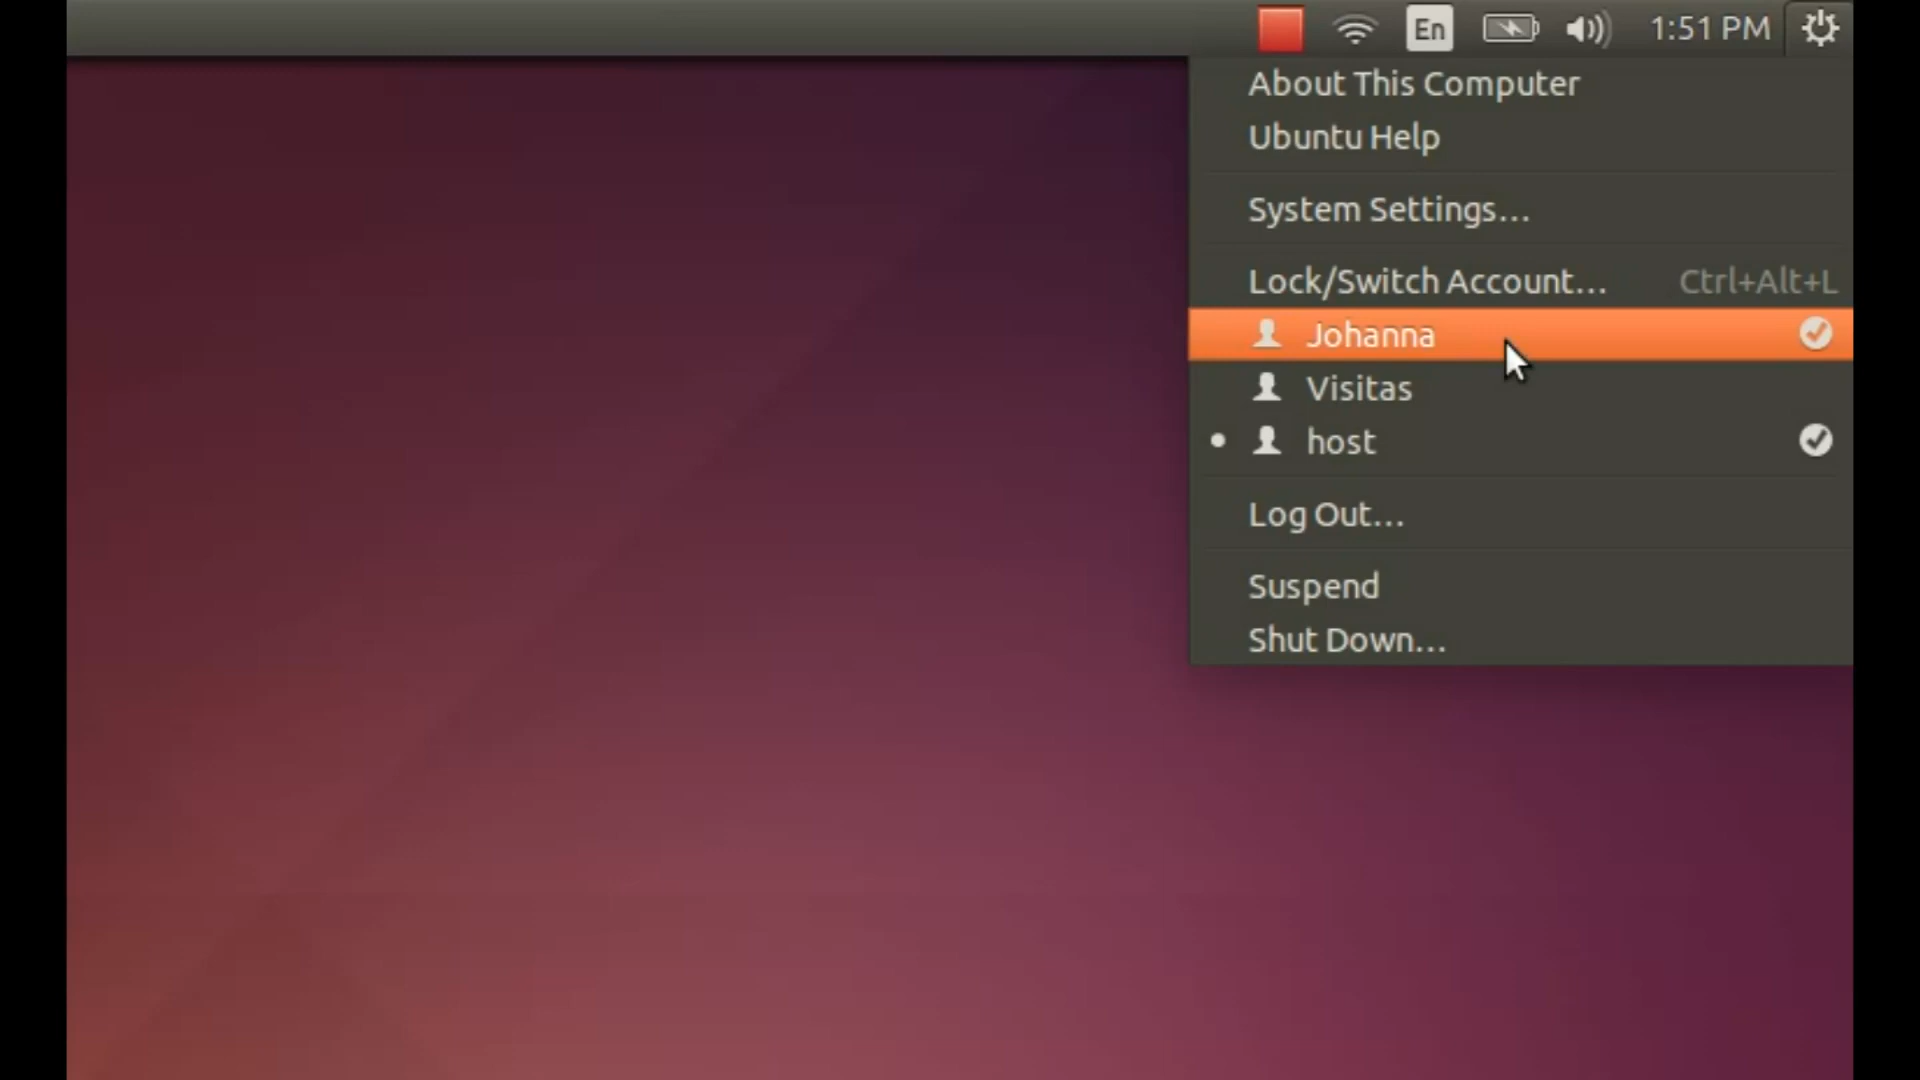 En 1:51 PM
About This Computer
Ubuntu Help
System Settings...
Lock/Switch Account... Ctrl+Alt+L
Johanna
Visitas
host
Log Out...
Suspend
Shut Down...